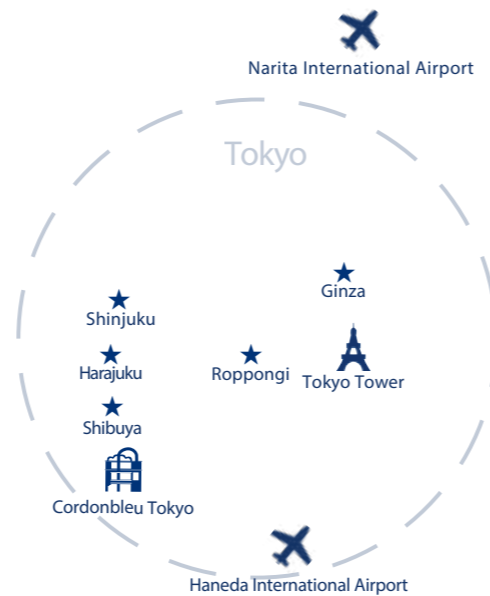 Narita International Airport
Tokyo
Ginza
Shinjuku
Harajuku
Roppongi
Tokyo Tower
Shibuya
Cordonbleu Tokyo
Haneda International Airport